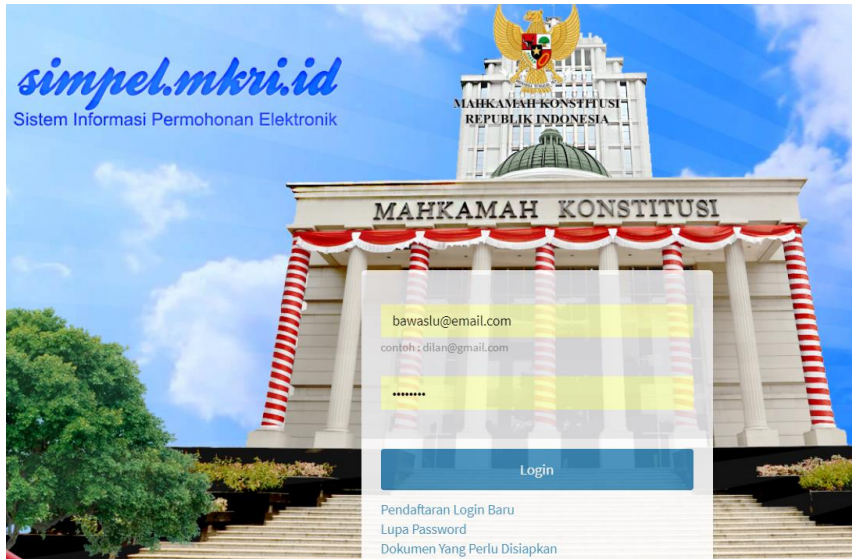 simpel.mkri.id
Sistem Informasi Permohonan Elektronik
MAHKAMAH KONSTITUSI
REPUBLIK INDONESIA
MAHKAMAH KONSTITUSI
bawaslu@email.com
contoh : dilan@gmail.com
••••••••
Login
Pendaftaran Login Baru
Lupa Password
Dokumen Yang Perlu Disiapkan